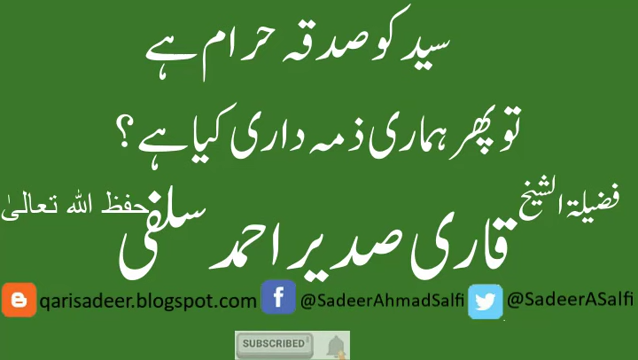 سید کو صدقہ حرام ہے
تو پھر ہماری ذمہ داری کیا ہے؟
فضیلۃ الشیخ قاری صدیر احمد سلفی حفظ اللہ تعالیٰ
qarisadeer.blogspot.com @SadeerAhmadSalfi @SadeerASalfi
SUBSCRIBED